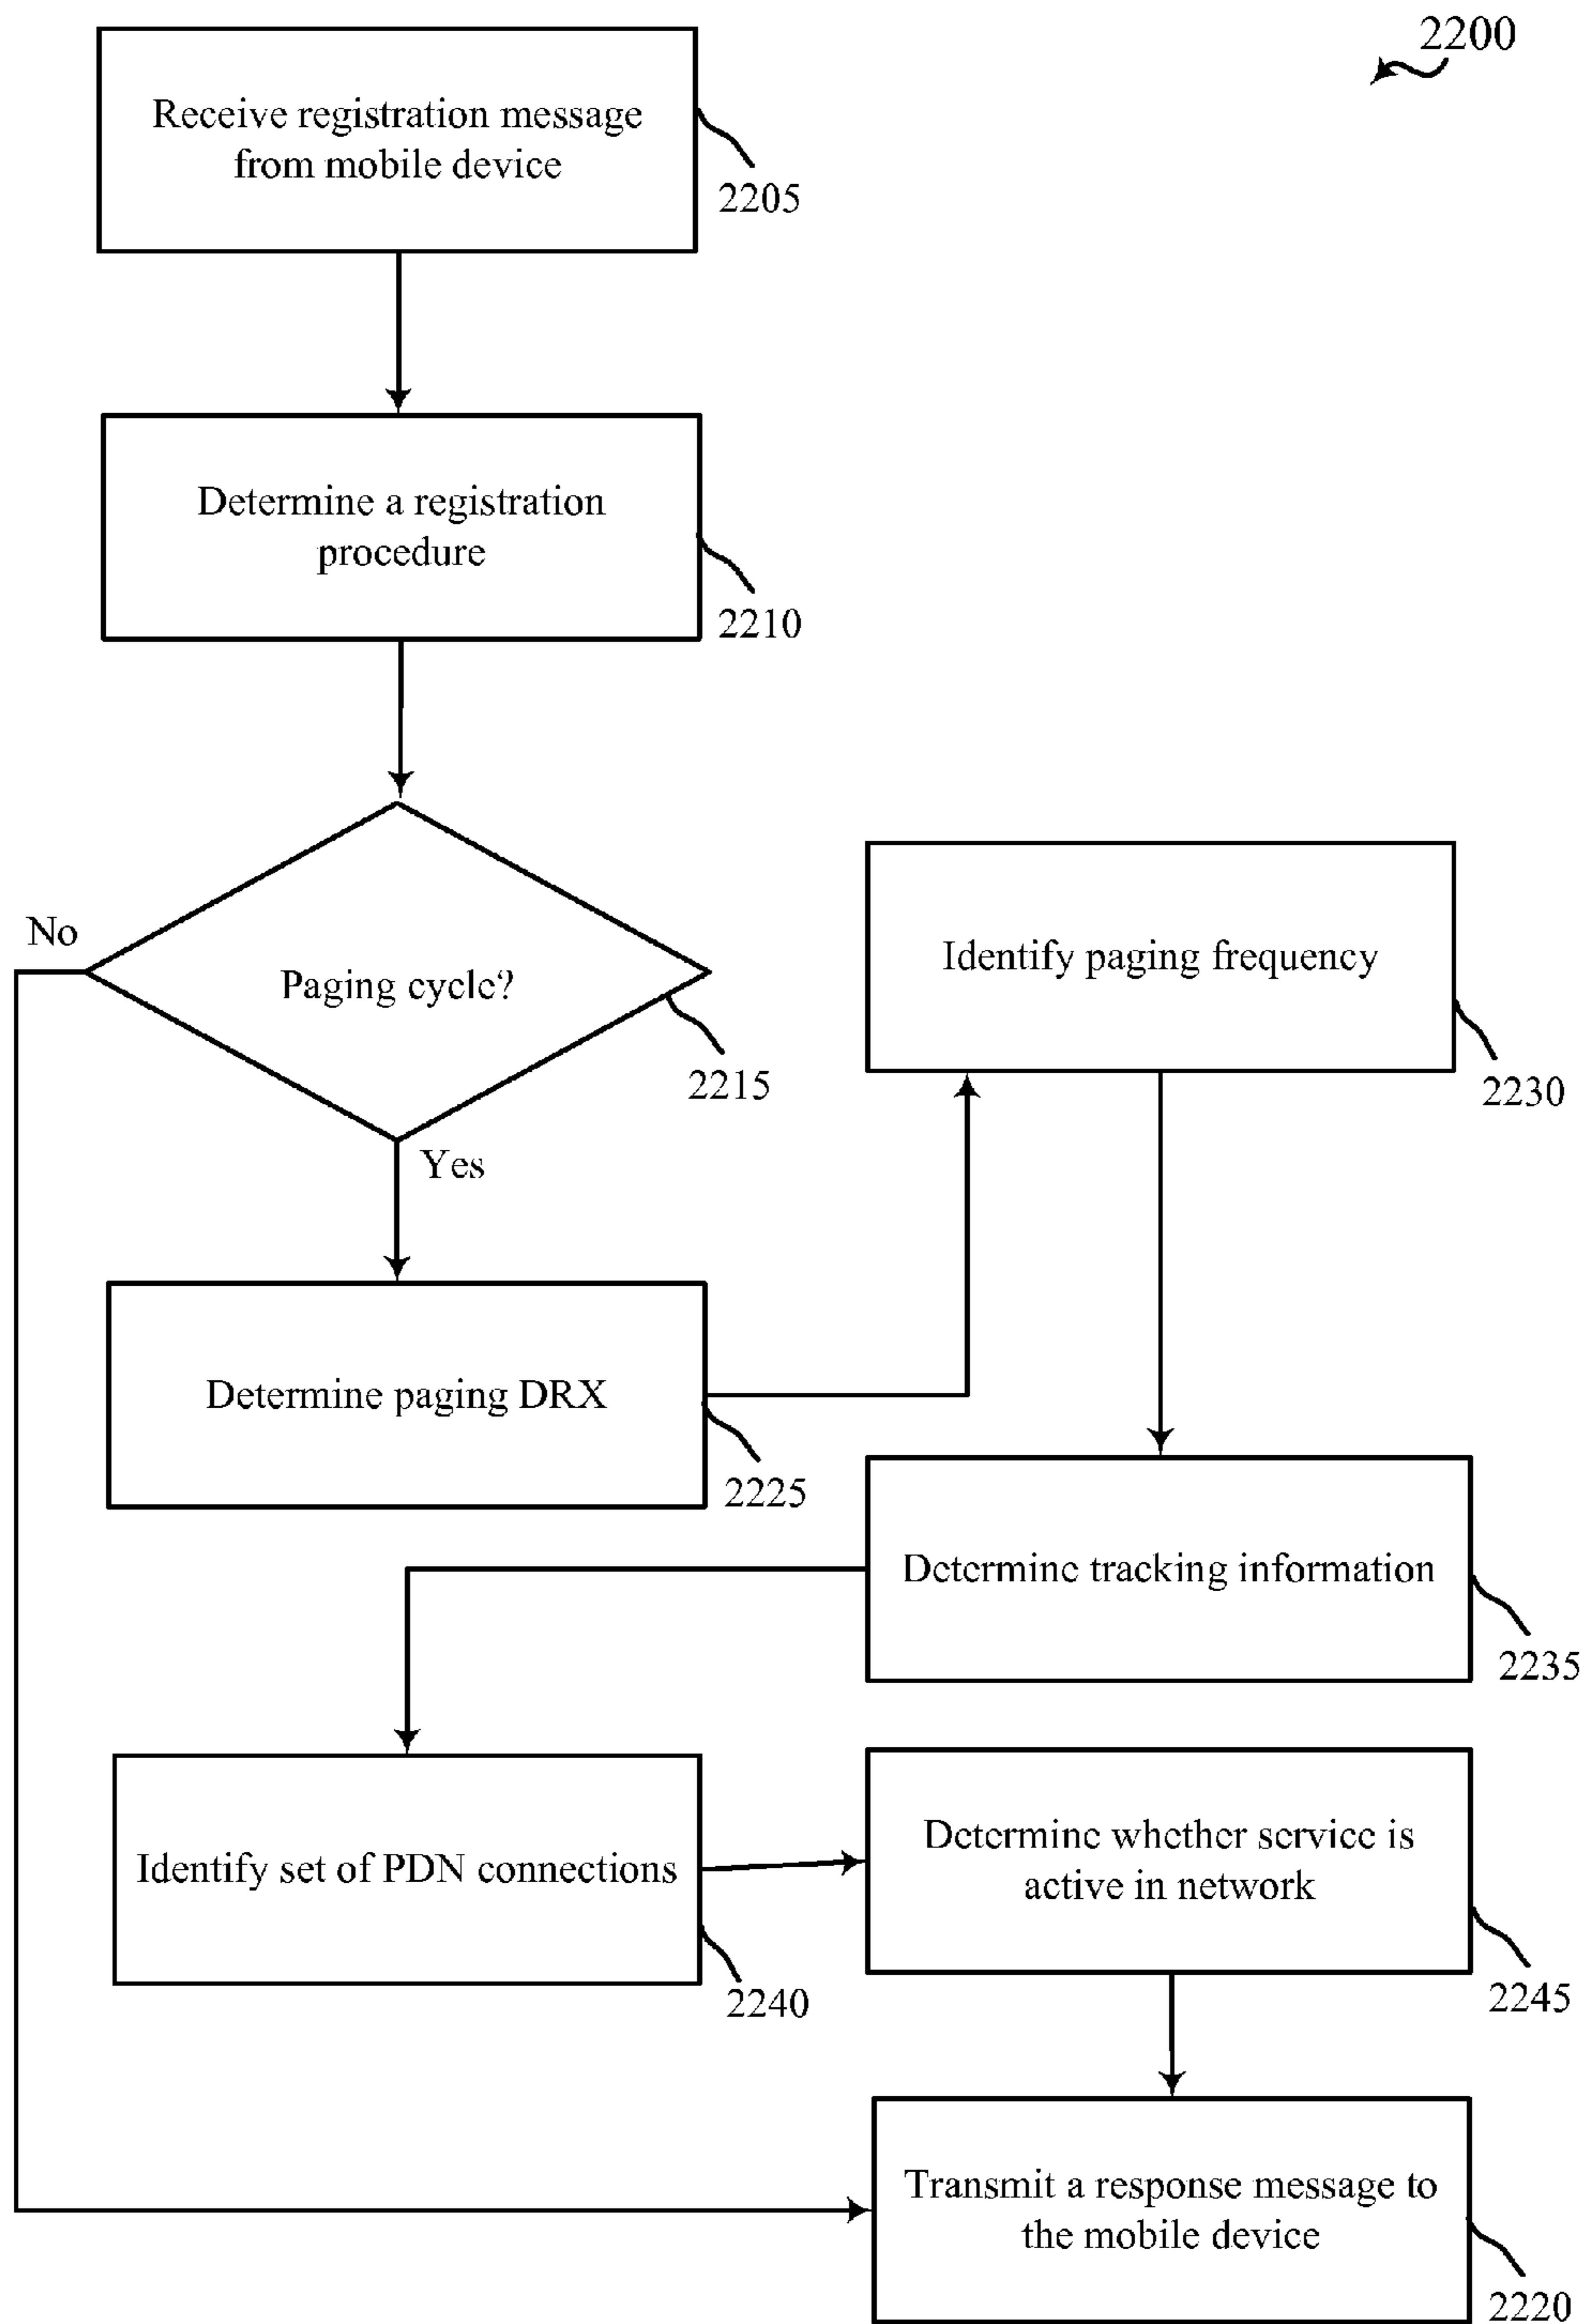 2200
Receive registration message
from mobile device
2205
Determine a registration
procedure
2210
No
Paging cycle?
2215
Yes
Identify paging frequency
2230
Determine paging DRX
2225
Determine tracking information
2235
Identify set of PDN connections
2240
Determine whether service is
active in network
2245
Transmit a response message to
the mobile device
2220